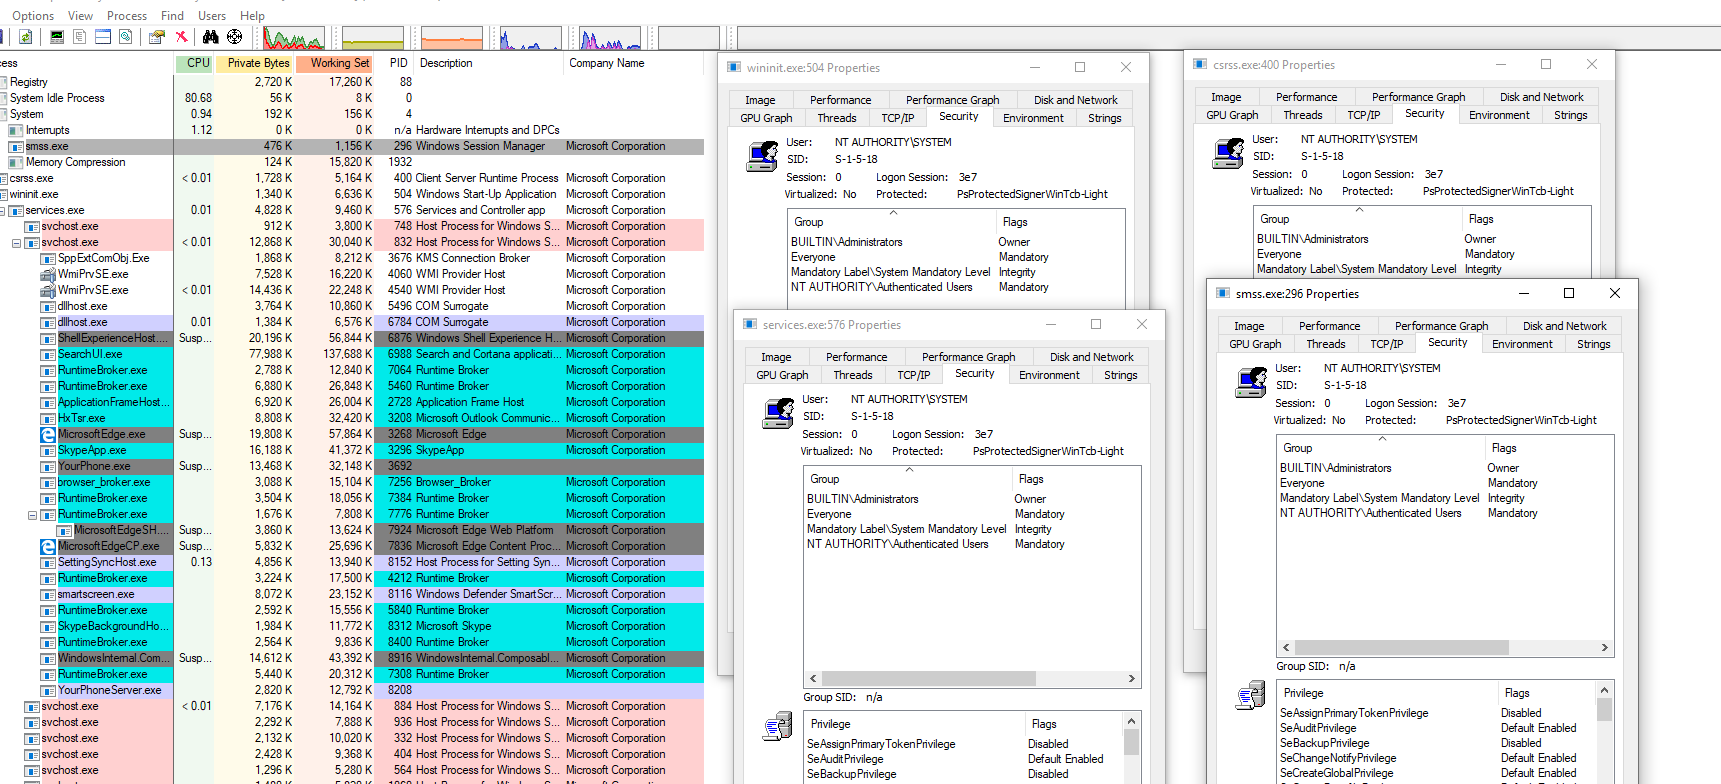 Options View Process Find Users Help
cess CPU Private Bytes Working Set PID Description Company Name
Registry 2,720 K 17,260 K 88
System Idle Process 80.68 56 K 8 K 0
System 0.94 192 K 156 K 4
Interrupts 1.12 0 K 0 K n/a Hardware Interrupts and DPCs
smss.exe 476 K 1,156 K 296 Windows Session Manager Microsoft Corporation
Memory Compression 124 K 15,820 K 1932
csrss.exe < 0.01 1,728 K 5,164 K 400 Client Server Runtime Process Microsoft Corporation
wininit.exe 1,340 K 6,636 K 504 Windows Start-Up Application Microsoft Corporation
services.exe 0.01 4,828 K 9,460 K 576 Services and Controller app Microsoft Corporation
svchost.exe 912 K 3,800 K 748 Host Process for Windows S... Microsoft Corporation
svchost.exe < 0.01 12,868 K 30,040 K 832 Host Process for Windows S... Microsoft Corporation
SppExtComObj.Exe 1,868 K 8,212 K 3676 KMS Connection Broker Microsoft Corporation
WmiPrvSE.exe 7,528 K 16,220 K 4060 WMI Provider Host Microsoft Corporation
WmiPrvSE.exe < 0.01 14,436 K 22,248 K 4540 WMI Provider Host Microsoft Corporation
dllhost.exe 3,764 K 10,860 K 5496 COM Surrogate Microsoft Corporation
dllhost.exe 0.01 1,384 K 6,576 K 6784 COM Surrogate Microsoft Corporation
ShellExperienceHost.... Susp... 20,196 K 56,844 K 6876 Windows Shell Experience H... Microsoft Corporation
SearchUI.exe 77,988 K 137,688 K 6988 Search and Cortana applicati... Microsoft Corporation
RuntimeBroker.exe 2,788 K 12,840 K 7064 Runtime Broker Microsoft Corporation
RuntimeBroker.exe 6,880 K 26,848 K 5460 Runtime Broker Microsoft Corporation
ApplicationFrameHost... 6,920 K 26,004 K 2728 Application Frame Host Microsoft Corporation
HxTsr.exe 8,808 K 32,420 K 3208 Microsoft Outlook Communic... Microsoft Corporation
MicrosoftEdge.exe Susp... 19,808 K 57,864 K 3268 Microsoft Edge Microsoft Corporation
SkypeApp.exe 16,188 K 41,372 K 3296 SkypeApp Microsoft Corporation
YourPhone.exe Susp... 13,468 K 32,148 K 3692
browser_broker.exe 3,088 K 15,104 K 7256 Browser_Broker Microsoft Corporation
RuntimeBroker.exe 3,504 K 18,056 K 7384 Runtime Broker Microsoft Corporation
RuntimeBroker.exe 1,676 K 7,808 K 7776 Runtime Broker Microsoft Corporation
MicrosoftEdgeSH.... Susp... 3,860 K 13,624 K 7924 Microsoft Edge Web Platform Microsoft Corporation
MicrosoftEdgeCP.exe Susp... 5,832 K 25,696 K 7836 Microsoft Edge Content Proc... Microsoft Corporation
SettingSyncHost.exe 0.13 4,856 K 13,940 K 8152 Host Process for Setting Syn... Microsoft Corporation
RuntimeBroker.exe 3,224 K 17,500 K 4212 Runtime Broker Microsoft Corporation
smartscreen.exe 8,072 K 23,152 K 8116 Windows Defender SmartScr... Microsoft Corporation
RuntimeBroker.exe 2,592 K 15,556 K 5840 Runtime Broker Microsoft Corporation
SkypeBackgroundHo... 1,984 K 11,772 K 8312 Microsoft Skype Microsoft Corporation
RuntimeBroker.exe 2,564 K 9,836 K 8400 Runtime Broker Microsoft Corporation
WindowsInternal.Com... Susp... 14,612 K 43,392 K 8916 WindowsInternal.Composabl... Microsoft Corporation
RuntimeBroker.exe 5,440 K 20,312 K 7308 Runtime Broker Microsoft Corporation
YourPhoneServer.exe 2,820 K 12,792 K 8208
svchost.exe < 0.01 7,176 K 14,164 K 884 Host Process for Windows S... Microsoft Corporation
svchost.exe 2,292 K 7,888 K 936 Host Process for Windows S... Microsoft Corporation
svchost.exe 2,132 K 10,020 K 332 Host Process for Windows S... Microsoft Corporation
svchost.exe 2,428 K 9,368 K 404 Host Process for Windows S... Microsoft Corporation
svchost.exe 1,296 K 5,280 K 564 Host Process for Windows S... Microsoft Corporation
wininit.exe:504 Properties
Image Performance Performance Graph Disk and Network
GPU Graph Threads TCP/IP Security Environment Strings
User: NT AUTHORITY\SYSTEM
SID: S-1-5-18
Session: 0 Logon Session: 3e7
Virtualized: No Protected: PsProtectedSignerWinTcb-Light
Group Flags
BUILTIN\Administrators Owner
Everyone Mandatory
Mandatory Label\System Mandatory Level Integrity
NT AUTHORITY\Authenticated Users Mandatory
services.exe:576 Properties
Image Performance Performance Graph Disk and Network
GPU Graph Threads TCP/IP Security Environment Strings
User: NT AUTHORITY\SYSTEM
SID: S-1-5-18
Session: 0 Logon Session: 3e7
Virtualized: No Protected: PsProtectedSignerWinTcb-Light
Group Flags
BUILTIN\Administrators Owner
Everyone Mandatory
Mandatory Label\System Mandatory Level Integrity
NT AUTHORITY\Authenticated Users Mandatory
Group SID: n/a
Privilege Flags
SeAssignPrimaryTokenPrivilege Disabled
SeAuditPrivilege Default Enabled
SeBackupPrivilege Disabled
csrss.exe:400 Properties
Image Performance Performance Graph Disk and Network
GPU Graph Threads TCP/IP Security Environment Strings
User: NT AUTHORITY\SYSTEM
SID: S-1-5-18
Session: 0 Logon Session: 3e7
Virtualized: No Protected: PsProtectedSignerWinTcb-Light
Group Flags
BUILTIN\Administrators Owner
Everyone Mandatory
Mandatory Label\System Mandatory Level Integrity
smss.exe:296 Properties
Image Performance Performance Graph Disk and Network
GPU Graph Threads TCP/IP Security Environment Strings
User: NT AUTHORITY\SYSTEM
SID: S-1-5-18
Session: 0 Logon Session: 3e7
Virtualized: No Protected: PsProtectedSignerWinTcb-Light
Group Flags
BUILTIN\Administrators Owner
Everyone Mandatory
Mandatory Label\System Mandatory Level Integrity
NT AUTHORITY\Authenticated Users Mandatory
Group SID: n/a
Privilege Flags
SeAssignPrimaryTokenPrivilege Disabled
SeAuditPrivilege Default Enabled
SeBackupPrivilege Disabled
SeChangeNotifyPrivilege Default Enabled
SeCreateGlobalPrivilege Default Enabled